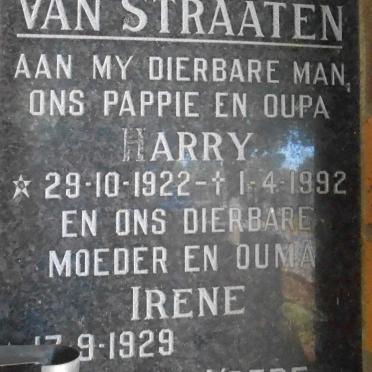 VAN STRAATEN
AAN MY DIERBARE MAN,
ONS PAPPIE EN OUPA
HARRY
☆ 29-10-1922 - † 1-4-1992
EN ONS DIERBARE
MOEDER EN OUMA
IRENE
17-9-1929